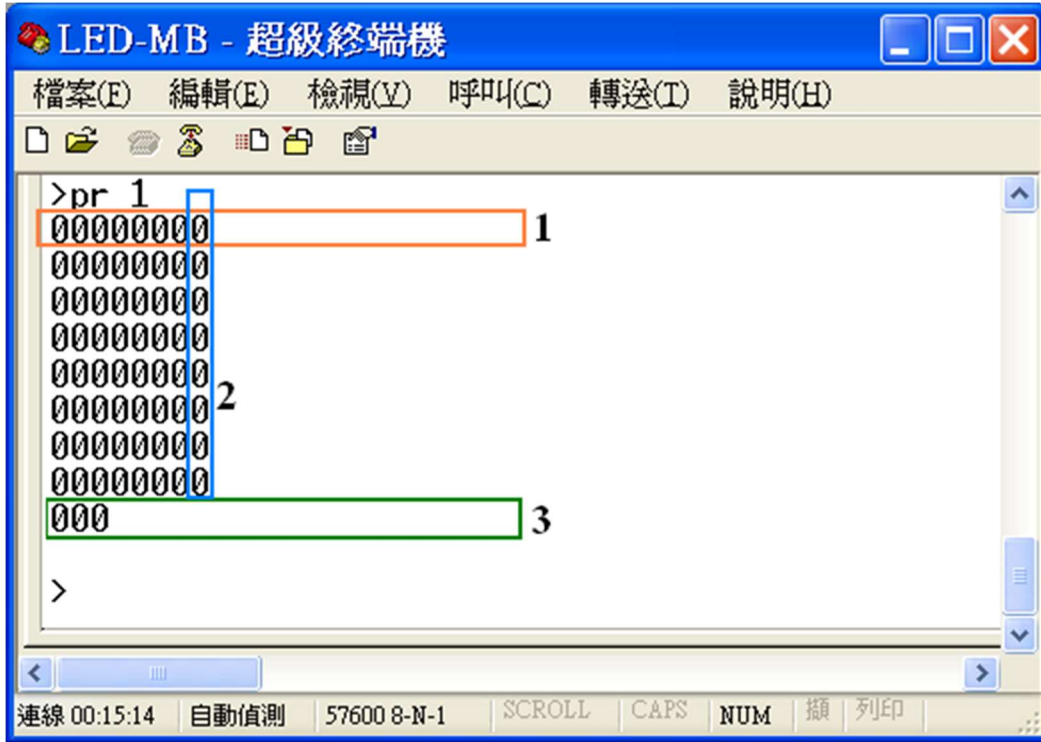 LED-MB - 超級終端機
檔案(F) 編輯(E) 檢視(V) 呼叫(C) 轉送(T) 說明(H)
>pr 1
00000000 1
00000000
00000000
00000000
00000000
00000000 2
00000000
00000000
000 3
>
連線 00:15:14 自動偵測 57600 8-N-1 SCROLL CAPS NUM 擷 列印